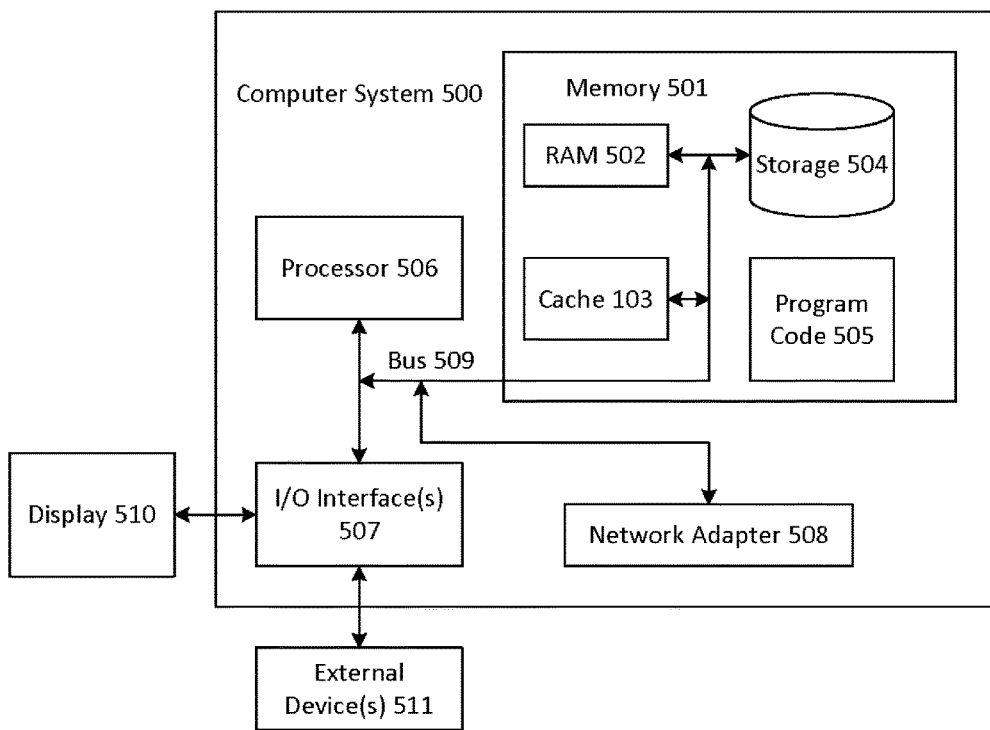 Computer System 500
Memory 501
RAM 502
Storage 504
Processor 506
Cache 103
Program
Code 505
Bus 509
Display 510
I/O Interface(s)
507
Network Adapter 508
External
Device(s) 511